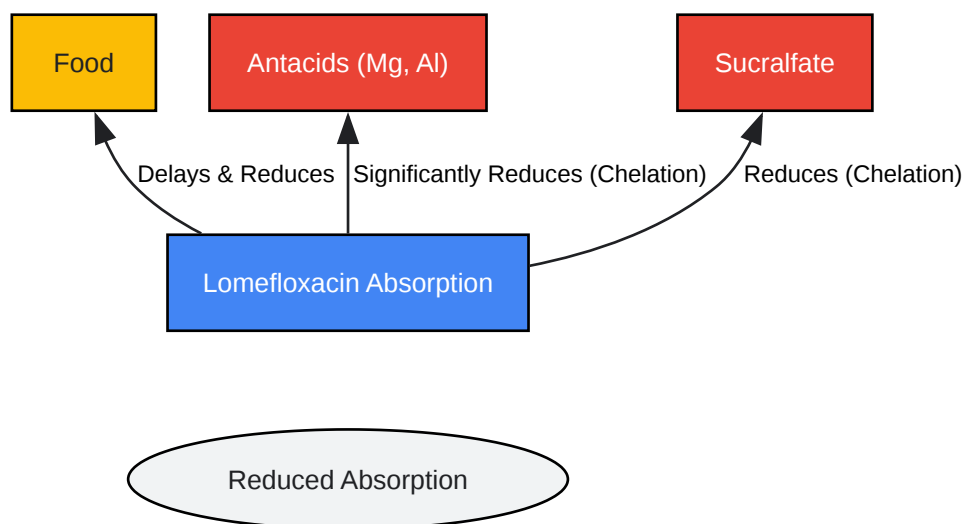 Food
Antacids (Mg, Al)
Sucralfate
Delays & Reduces
Significantly Reduces (Chelation)
Reduces (Chelation)
Lomefloxacin Absorption
Reduced Absorption